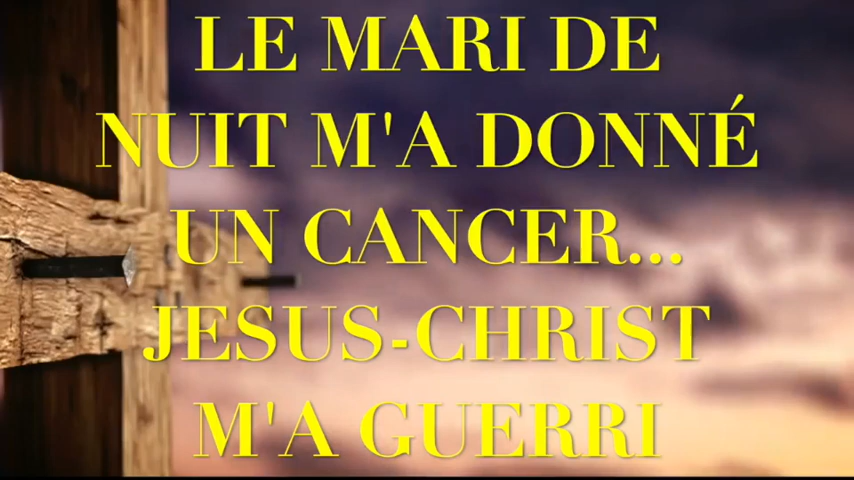 LE MARI DE
NUIT M'A DONNÉ
UN CANCER...
JESUS-CHRIST
M'A GUERRI